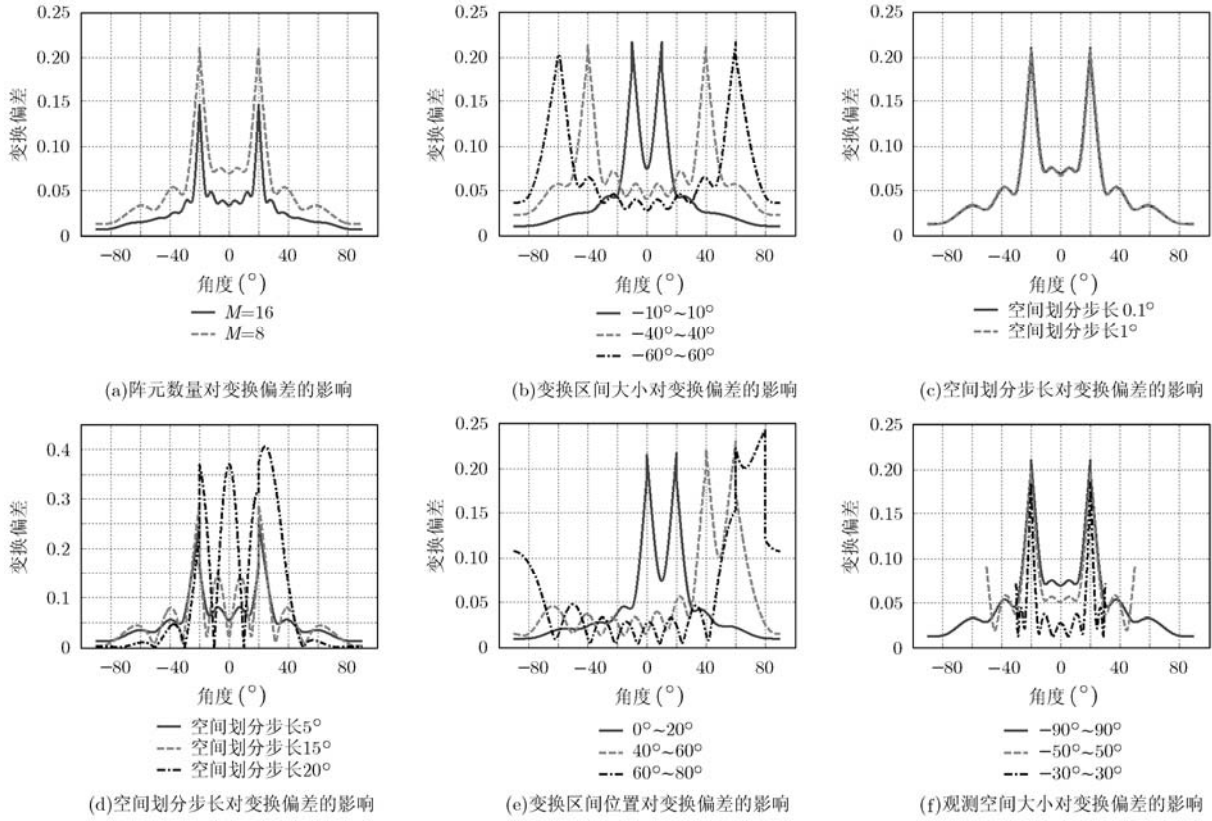 0.25
0.20
0.15
0.10
0.05
0
变换偏差
−80 −40 0 40 80
角度(°)
M=16
M=8
(a)阵元数量对变换偏差的影响
0.25
0.20
0.15
0.10
0.05
0
变换偏差
−80 −40 0 40 80
角度(°)
−10°~10°
−40°~40°
−60°~60°
(b)变换区间大小对变换偏差的影响
0.25
0.20
0.15
0.10
0.05
0
变换偏差
−80 −40 0 40 80
角度(°)
空间划分步长0.1°
空间划分步长1°
(c)空间划分步长对变换偏差的影响
0.4
0.3
0.2
0.1
0
变换偏差
−80 −40 0 40 80
角度(°)
空间划分步长5°
空间划分步长15°
空间划分步长20°
(d)空间划分步长对变换偏差的影响
0.25
0.20
0.15
0.10
0.05
0
变换偏差
−80 −40 0 40 80
角度(°)
0°~20°
40°~60°
60°~80°
(e)变换区间位置对变换偏差的影响
0.25
0.20
0.15
0.10
0.05
0
变换偏差
−80 −40 0 40 80
角度(°)
−90°~90°
−50°~50°
−30°~30°
(f)观测空间大小对变换偏差的影响